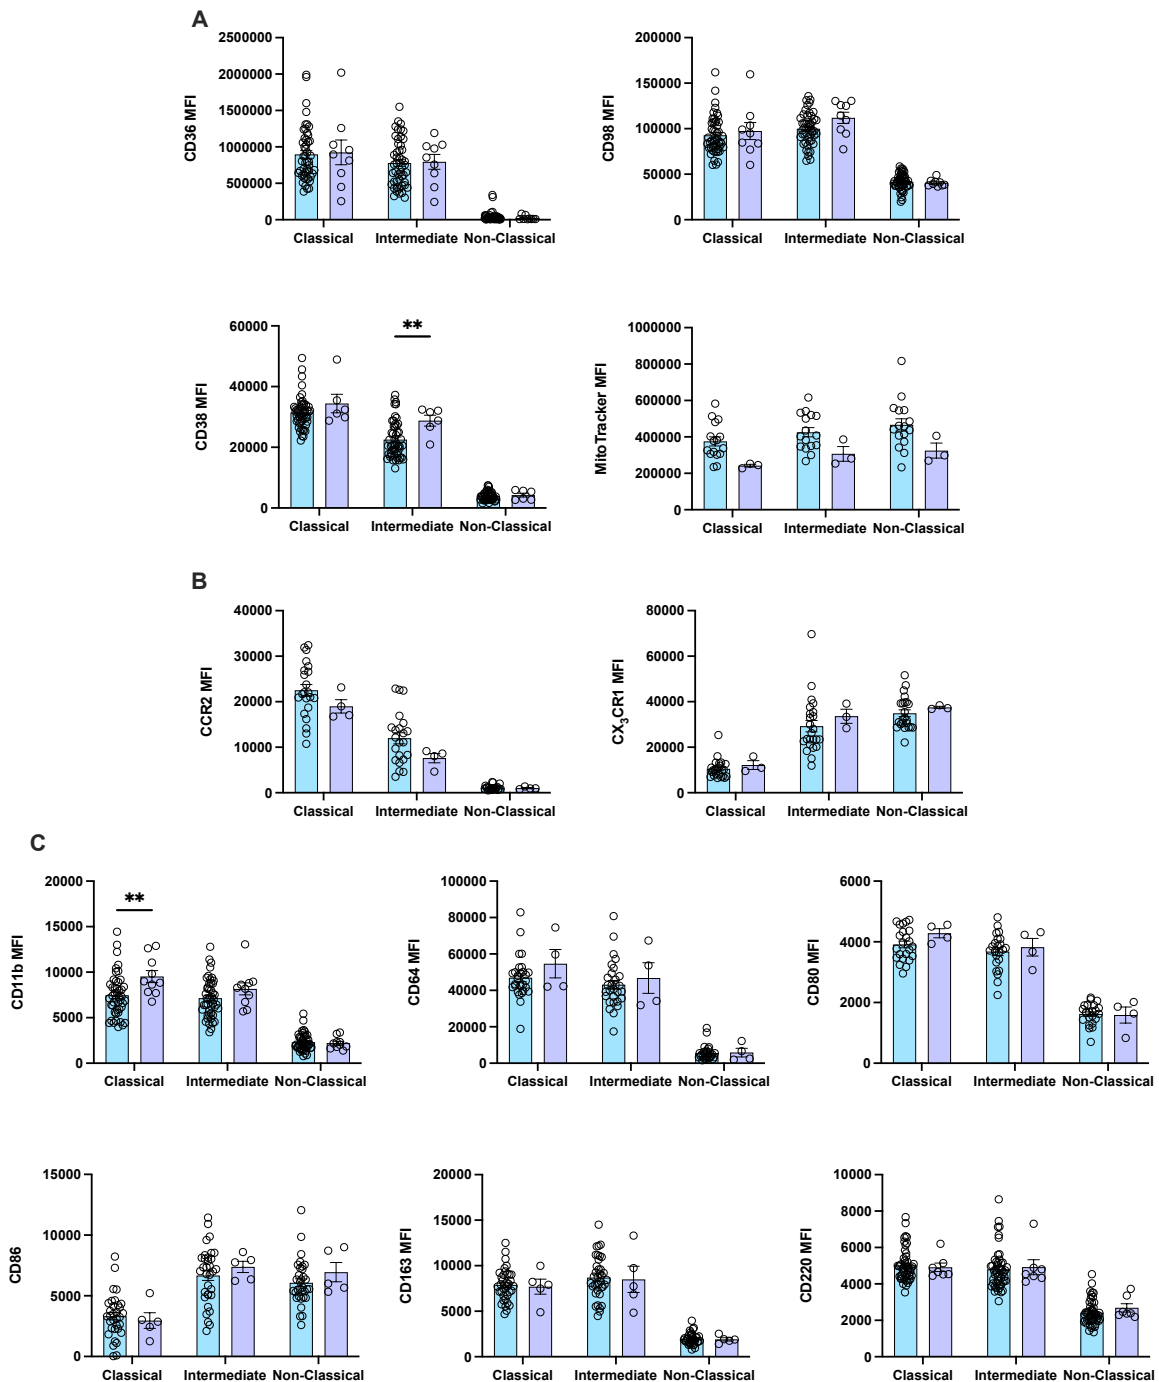 A
CD36 MFI
2500000
2000000
1500000
1000000
500000
0
Classical Intermediate Non-Classical
CD98 MFI
200000
150000
100000
50000
0
Classical Intermediate Non-Classical
CD38 MFI
60000
40000
20000
0
**
Classical Intermediate Non-Classical
MitoTracker MFI
1000000
800000
600000
400000
200000
0
Classical Intermediate Non-Classical
B
CCR2 MFI
40000
30000
20000
10000
0
Classical Intermediate Non-Classical
CX₃CR1 MFI
80000
60000
40000
20000
0
Classical Intermediate Non-Classical
C
CD11b MFI
20000
15000
10000
5000
0
**
Classical Intermediate Non-Classical
CD64 MFI
100000
80000
60000
40000
20000
0
Classical Intermediate Non-Classical
CD80 MFI
6000
4000
2000
0
Classical Intermediate Non-Classical
CD86
15000
10000
5000
0
Classical Intermediate Non-Classical
CD163 MFI
20000
15000
10000
5000
0
Classical Intermediate Non-Classical
CD220 MFI
10000
8000
6000
4000
2000
0
Classical Intermediate Non-Classical